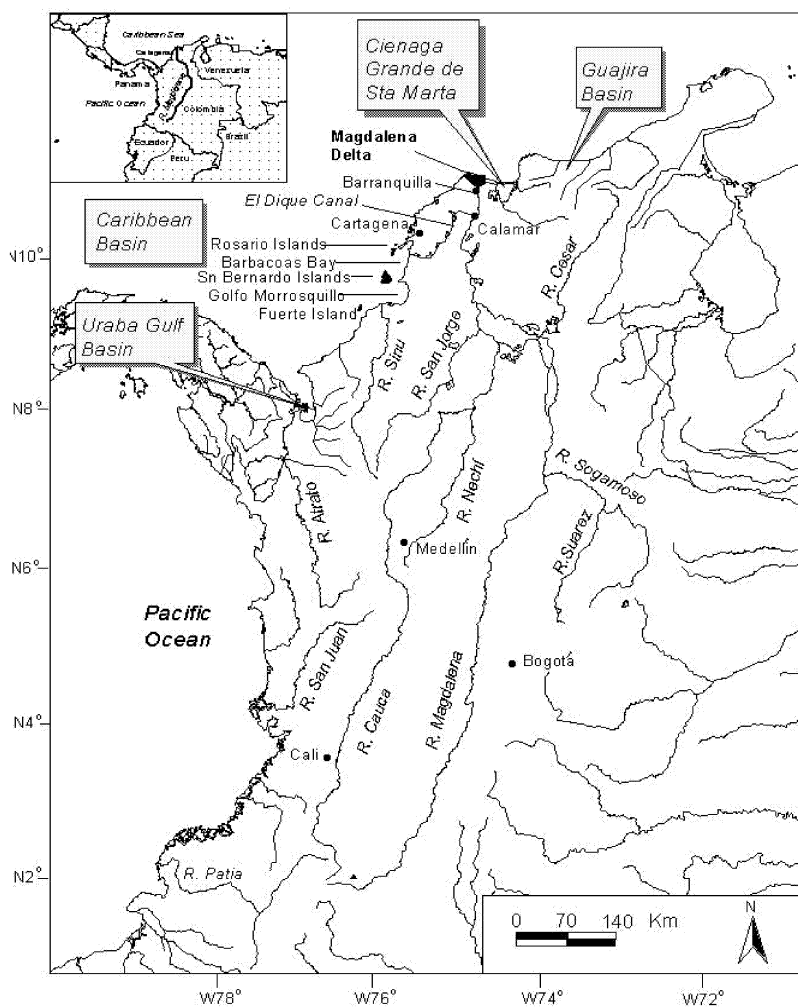 Caribbean Sea
Cartagena
Panama
Venezuela
Pacific Ocean
R. Magdalena
Colombia
Brazil
Ecuador
Peru
Cienaga
Grande de
Sta Marta
Guajira
Basin
Magdalena
Delta
Barranquilla
El Dique Canal
Cartagena
Calamar
Caribbean
Basin
Rosario Islands
Barbacoas Bay
Sn Bernardo Islands
Golfo Morrosquillo
Fuerte Island
N10°
R. Cesar
Uraba Gulf
Basin
R. Sinu
R. San Jorge
N8°
R. Sogamoso
R. Nechi
R. Atrato
R.Suarez
Medellin
N6°
Pacific
Ocean
R. San Juan
R. Cauca
R. Magdalena
Bogotá
N4°
Cali
R. Patia
N2°
0 70 140 Km
N
W78°
W76°
W74°
W72°